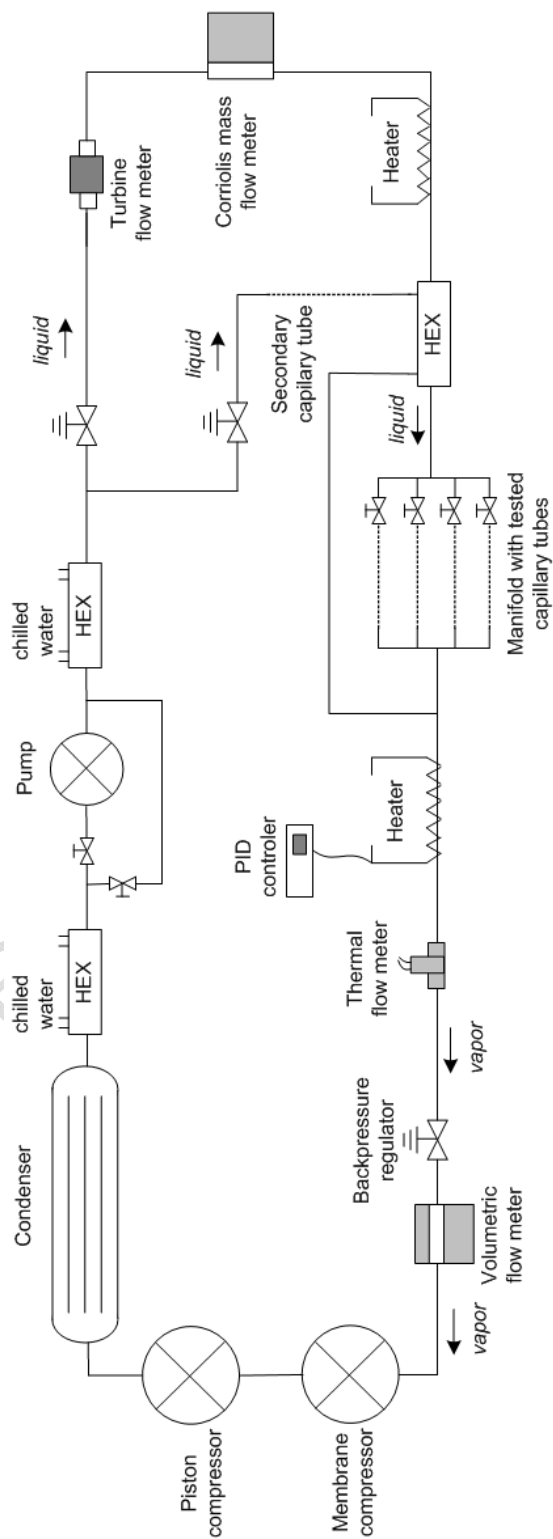 Condenser
chilled
water
HEX
Pump
chilled
water
HEX
liquid
Turbine
flow meter
Corriolis mass
flow meter
liquid
Secondary
capilary tube
Piston
compressor
Membrane
compressor
PID
controler
Heater
Heater
HEX
liquid
Manifold with tested
capillary tubes
Thermal
flow meter
vapor
Backpressure
regulator
Volumetric
flow meter
vapor